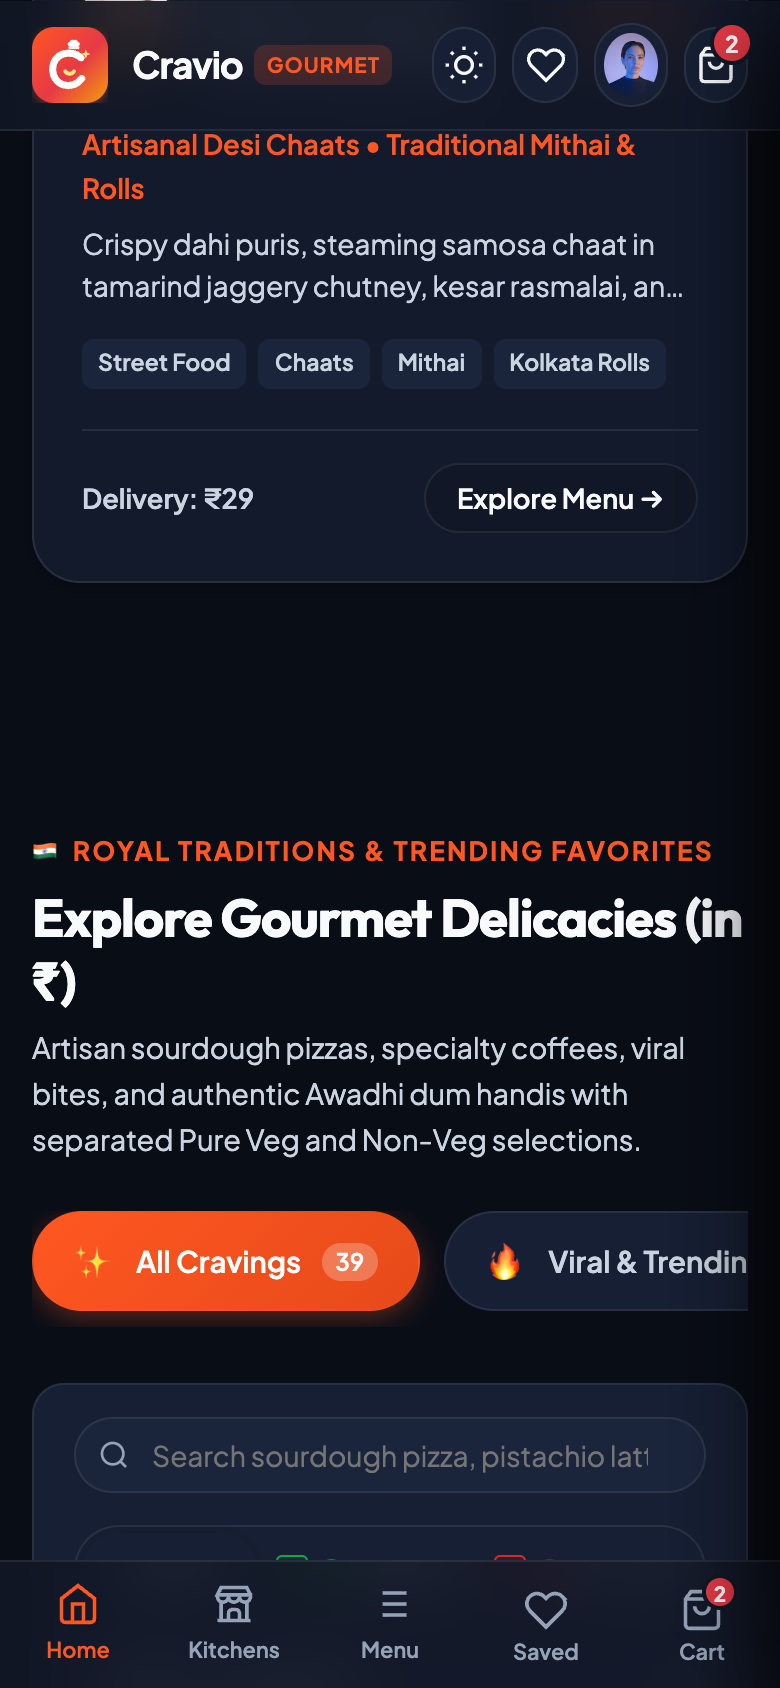 Cravio GOURMET
2
Artisanal Desi Chaats • Traditional Mithai &
Rolls
Crispy dahi puris, steaming samosa chaat in
tamarind jaggery chutney, kesar rasmalai, an...
Street Food Chaats Mithai Kolkata Rolls
Delivery: ₹29 Explore Menu →
ROYAL TRADITIONS & TRENDING FAVORITES
Explore Gourmet Delicacies (in
₹)
Artisan sourdough pizzas, specialty coffees, viral
bites, and authentic Awadhi dum handis with
separated Pure Veg and Non-Veg selections.
All Cravings 39 Viral & Trendin
Search sourdough pizza, pistachio latt
2
Home Kitchens Menu Saved Cart